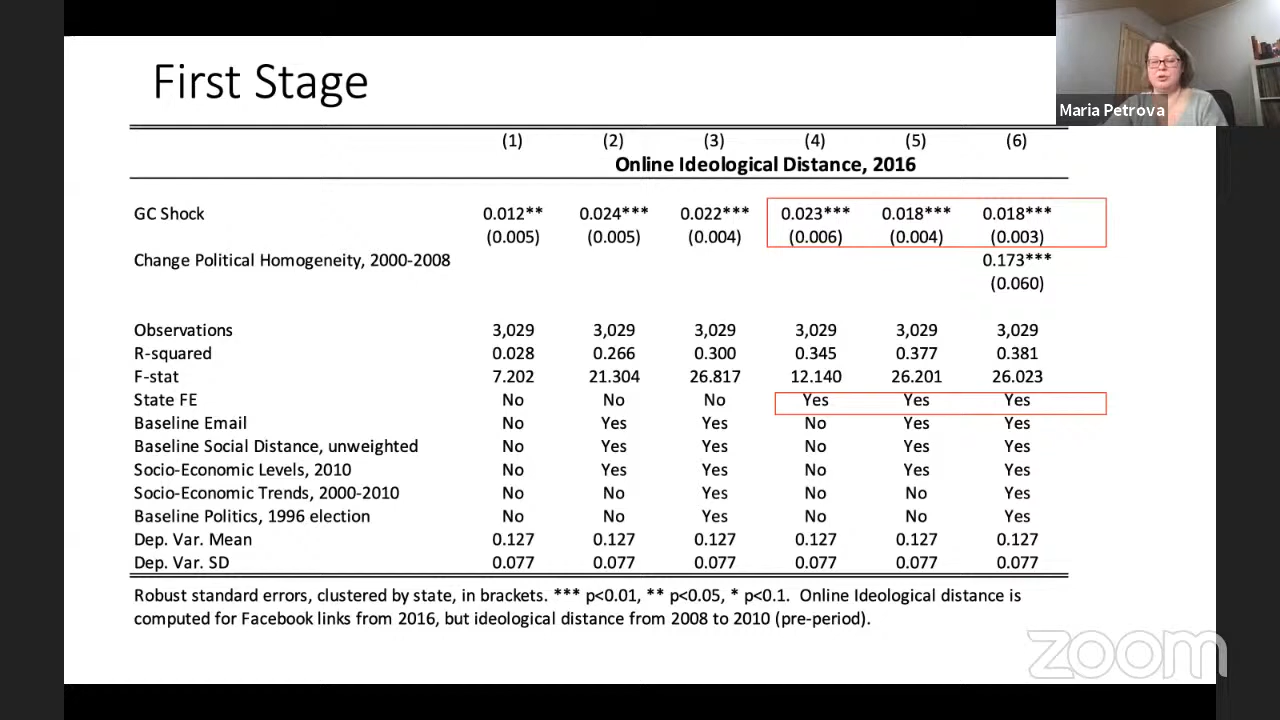 First Stage
Maria Petrova
(1) (2) (3) (4) (5) (6)
Online Ideological Distance, 2016
GC Shock 0.012** 0.024*** 0.022*** 0.023*** 0.018*** 0.018***
(0.005) (0.005) (0.004) (0.006) (0.004) (0.003)
Change Political Homogeneity, 2000-2008 0.173***
(0.060)
Observations 3,029 3,029 3,029 3,029 3,029 3,029
R-squared 0.028 0.266 0.300 0.345 0.377 0.381
F-stat 7.202 21.304 26.817 12.140 26.201 26.023
State FE No No No Yes Yes Yes
Baseline Email No Yes Yes No Yes Yes
Baseline Social Distance, unweighted No Yes Yes No Yes Yes
Socio-Economic Levels, 2010 No Yes Yes No Yes Yes
Socio-Economic Trends, 2000-2010 No No Yes No No Yes
Baseline Politics, 1996 election No No Yes No No Yes
Dep. Var. Mean 0.127 0.127 0.127 0.127 0.127 0.127
Dep. Var. SD 0.077 0.077 0.077 0.077 0.077 0.077
Robust standard errors, clustered by state, in brackets. *** p<0.01, ** p<0.05, * p<0.1. Online Ideological distance is
computed for Facebook links from 2016, but ideological distance from 2008 to 2010 (pre-period).
zoom